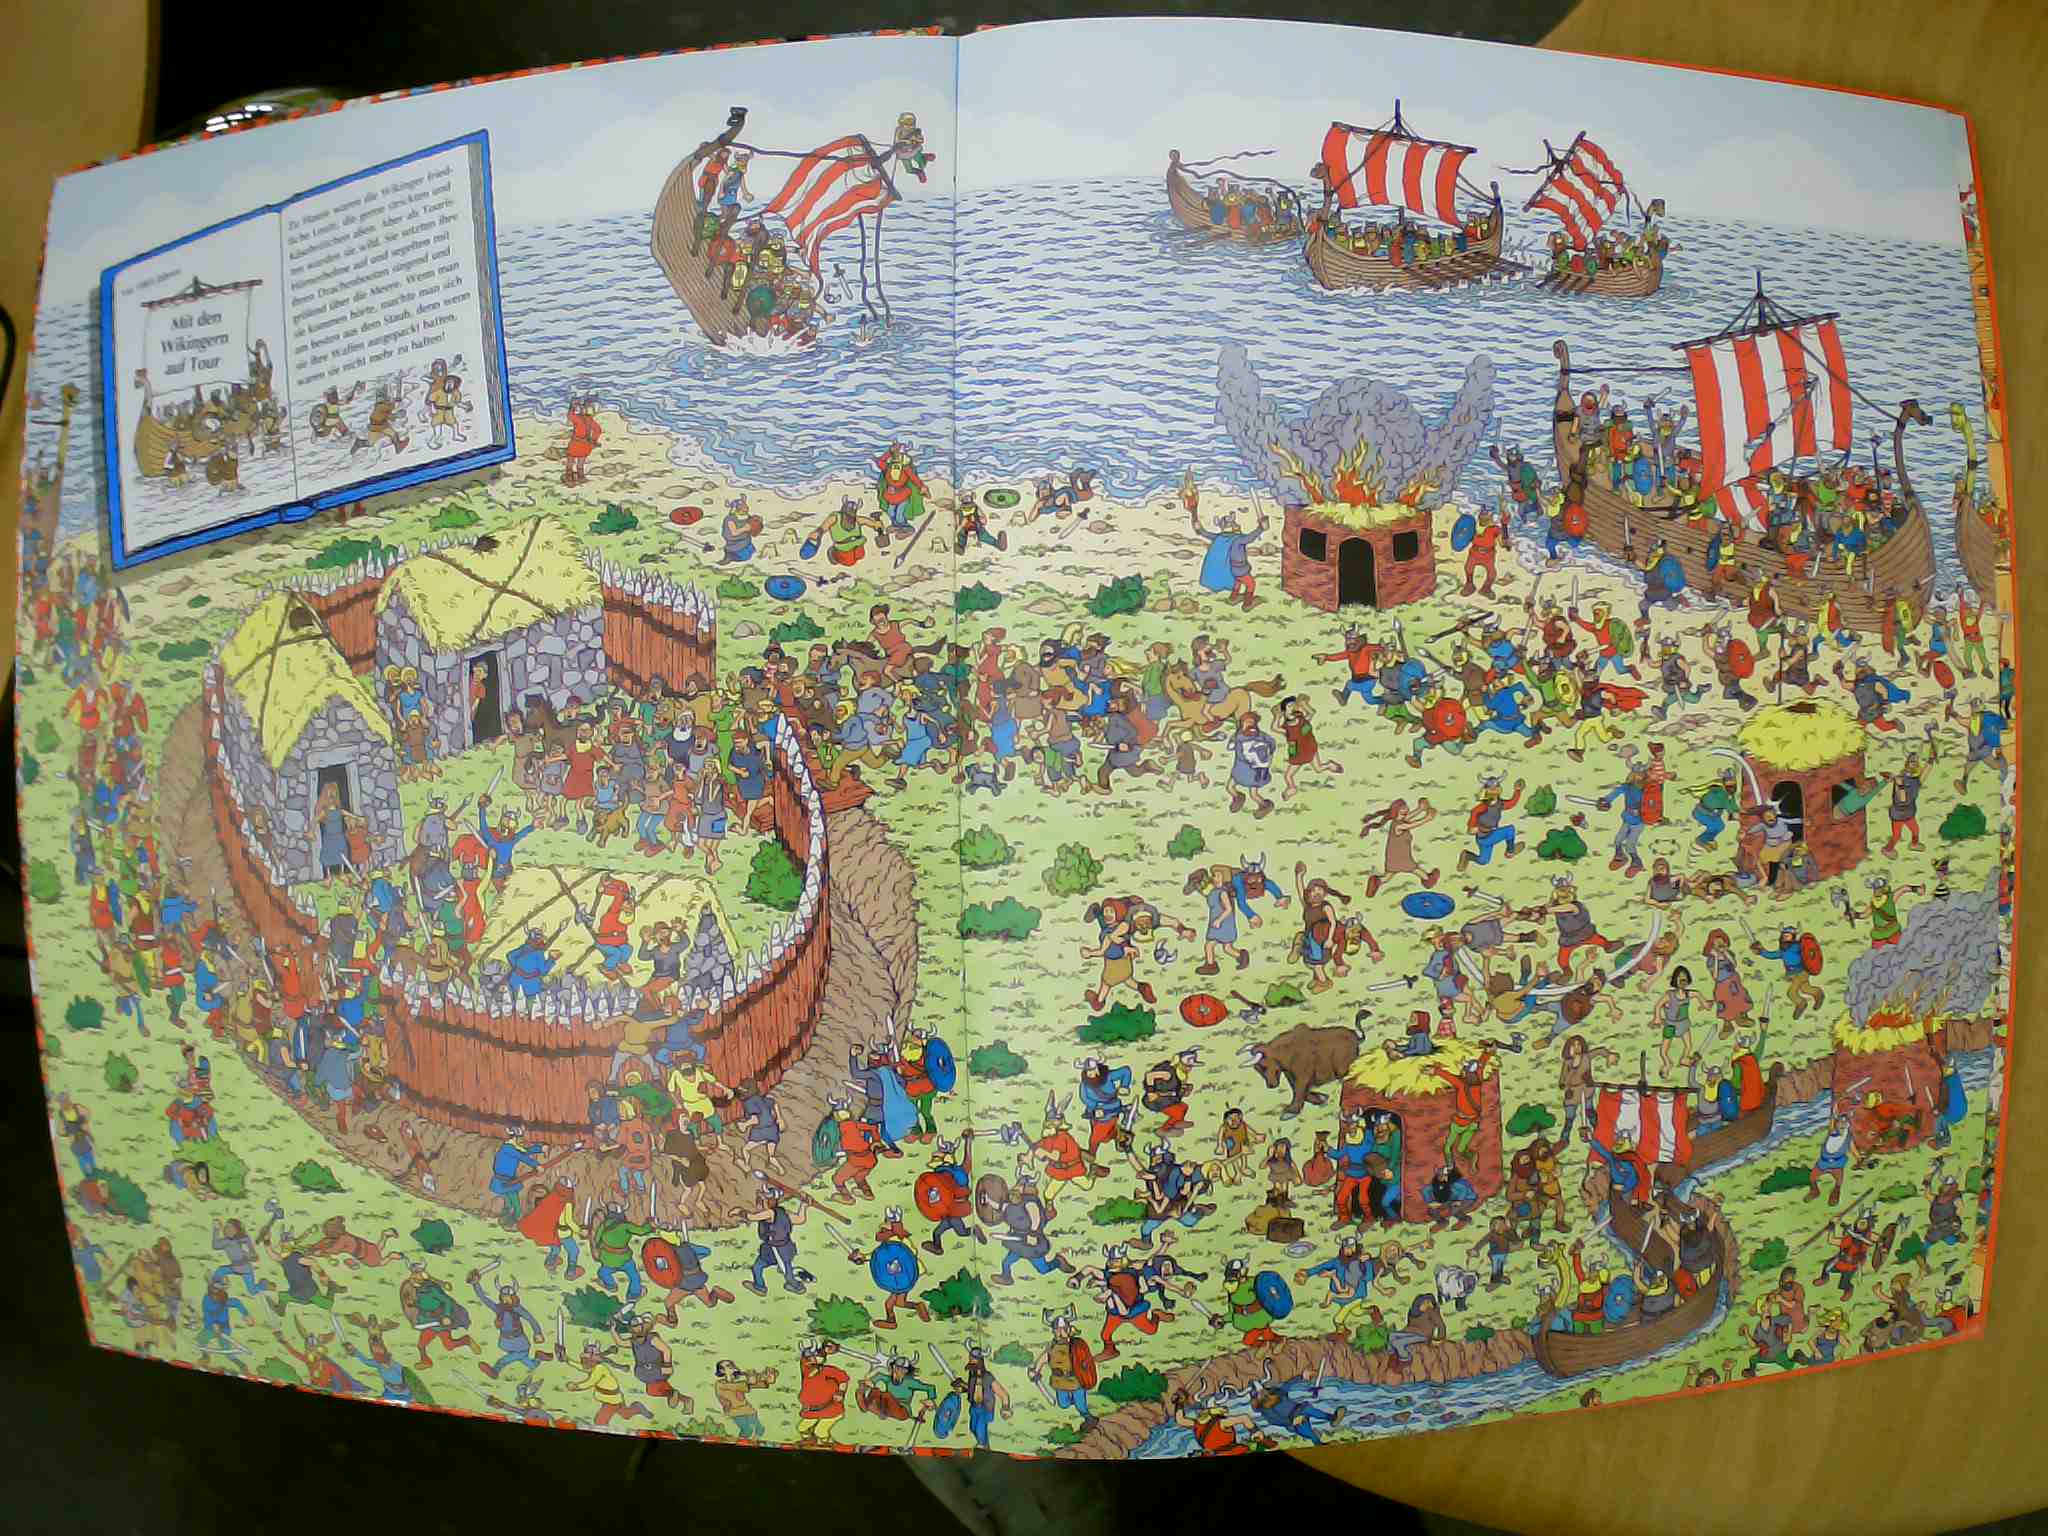 Vor 1003 Jahren
Mit den
Wikingern
auf Tour
Zu Hause waren die Wikinger fried-
liche Leute, die gerne strickten und
Käsebrötchen aßen. Aber als Touris-
ten wurden sie wild. Sie setzten ihre
Hörnerhelme auf und segelten mit
ihren Drachenbooten singend und
grölend über die Meere. Wenn man
sie kommen hörte, machte man sich
am besten aus dem Staub, denn wenn
sie ihre Waffen ausgepackt hatten,
waren sie nicht mehr zu halten!